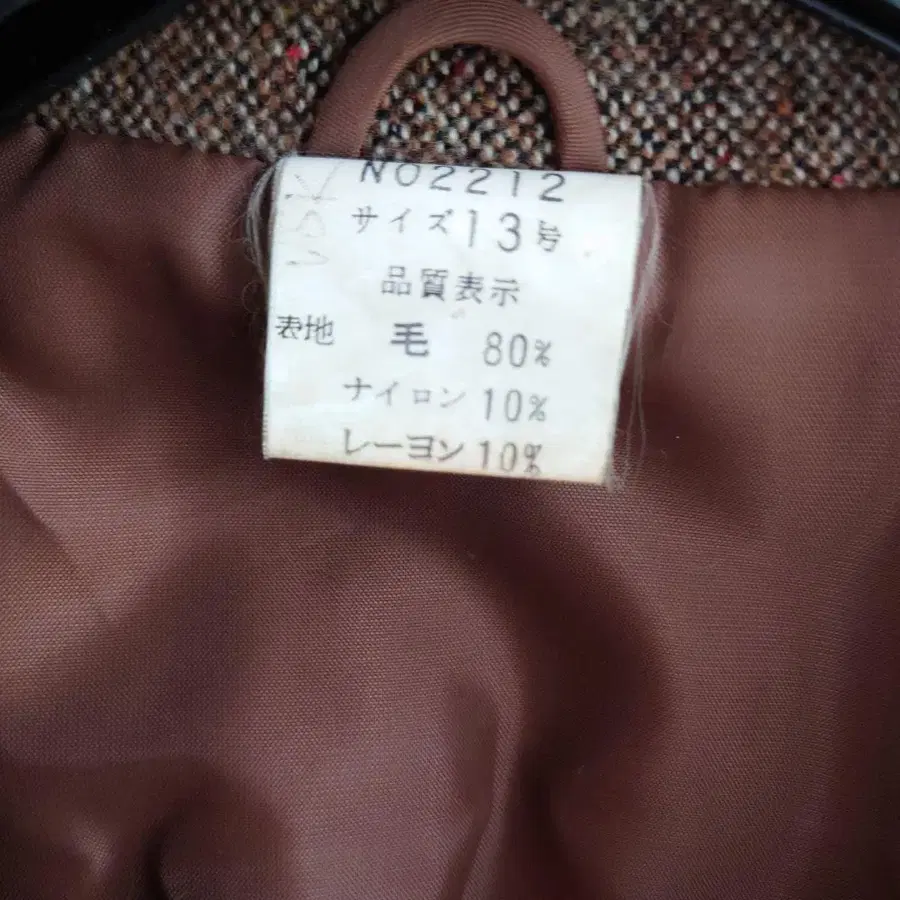 NO2212
サイズ13号
品質表示
表地 毛 80%
ナイロン 10%
レーヨン 10%